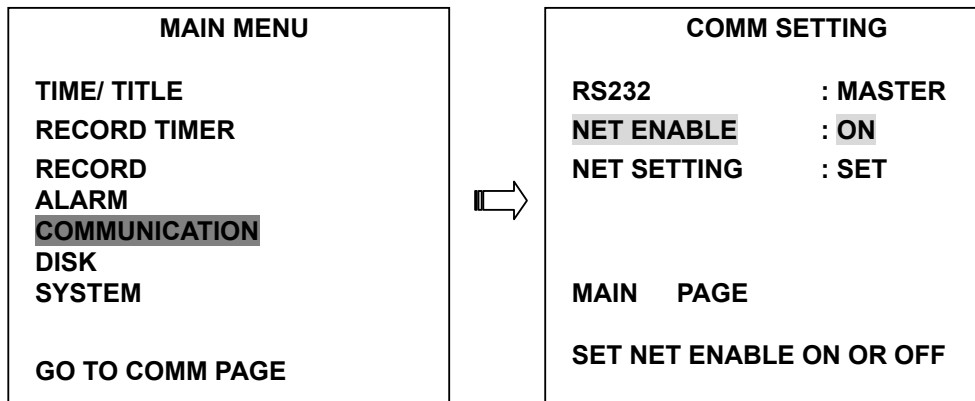 MAIN MENU
TIME/ TITLE
RECORD TIMER
RECORD
ALARM
COMMUNICATION
DISK
SYSTEM
GO TO COMM PAGE
COMM SETTING
RS232 : MASTER
NET ENABLE : ON
NET SETTING : SET
MAIN PAGE
SET NET ENABLE ON OR OFF